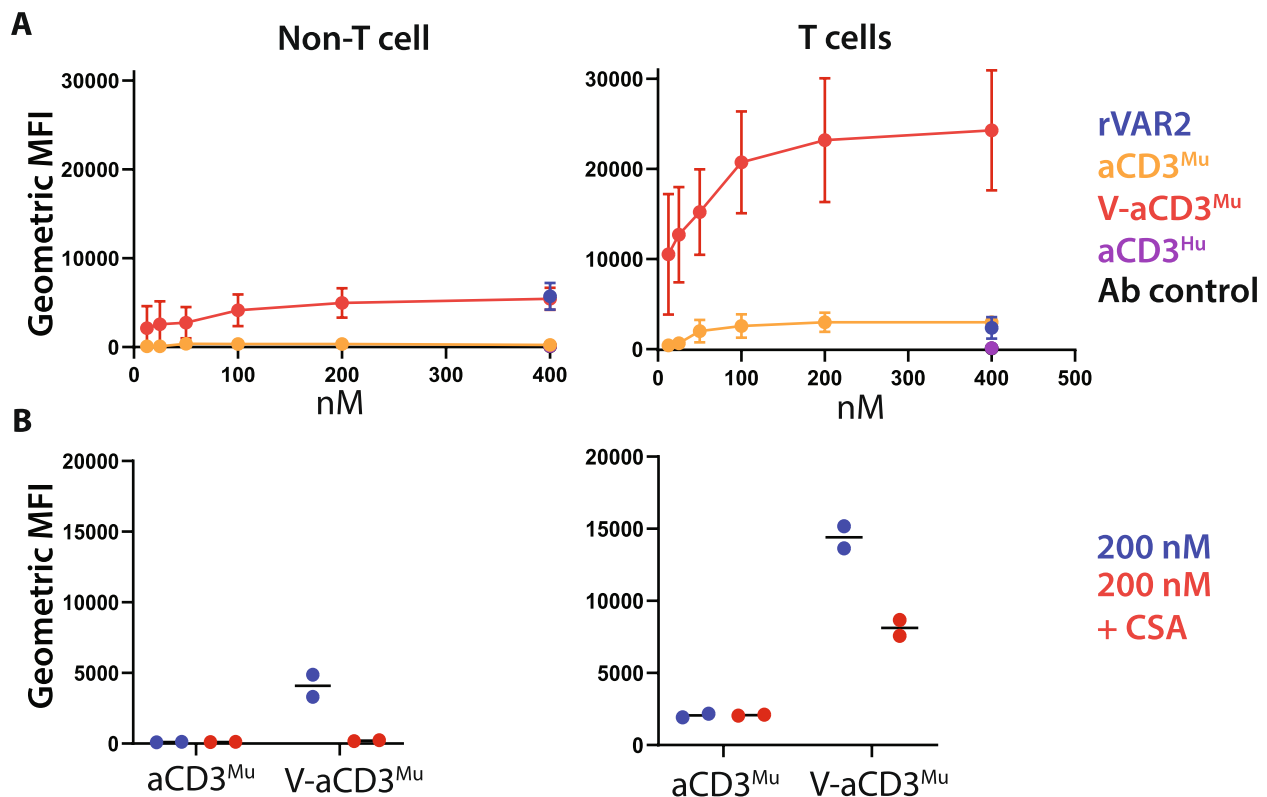 A
Non-T cell
T cells
Geometric MFI
30000
20000
10000
0
0 100 200 300 400
nM
30000
20000
10000
0
0 100 200 300 400 500
nM
rVAR2
aCD3Mu
V-aCD3Mu
aCD3Hu
Ab control
B
Geometric MFI
20000
15000
10000
5000
0
aCD3Mu V-aCD3Mu
20000
15000
10000
5000
0
aCD3Mu V-aCD3Mu
200 nM
200 nM
+ CSA